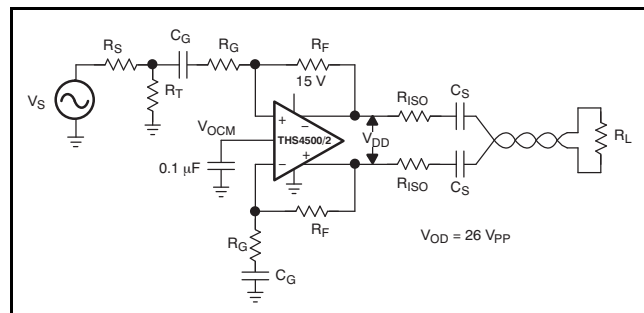 R_S
C_G
R_G
R_F
15 V
V_S
R_T
V_OCM
+
−
THS4500/2
−
+
0.1 µF
V_DD
R_ISO
C_S
R_L
R_ISO
C_S
R_F
R_G
C_G
V_OD = 26 V_PP